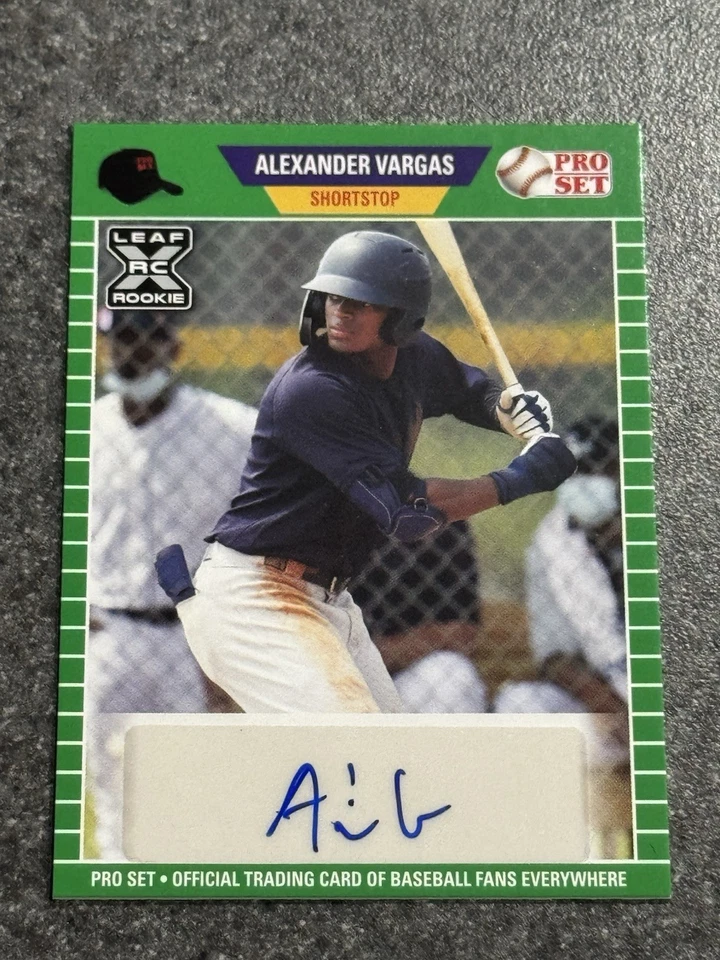 ALEXANDER VARGAS
SHORTSTOP
PRO
SET
LEAF
RC
ROOKIE
PRO SET • OFFICIAL TRADING CARD OF BASEBALL FANS EVERYWHERE